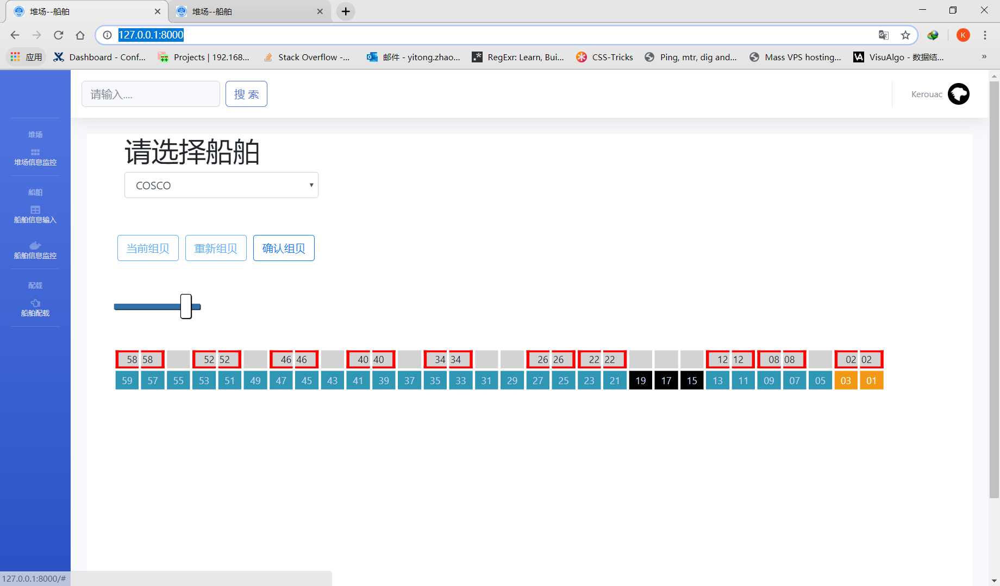 堆场--船舶
堆场--船舶
127.0.0.1:8000
K
应用
Dashboard - Conf...
Projects | 192.168...
Stack Overflow -...
邮件 - yitong.zhao...
RegExr: Learn, Bui...
CSS-Tricks
Ping, mtr, dig and...
Mass VPS hosting...
VisuAlgo - 数据结...
»
请输入....
搜 索
Kerouac
堆场
堆场信息监控
船舶
船舶信息输入
船舶信息监控
配载
船舶配载
请选择船舶
COSCO
当前组贝 重新组贝 确认组贝
58 58 52 52 46 46 40 40 34 34 26 26 22 22 12 12 08 08 02 02
59 57 55 53 51 49 47 45 43 41 39 37 35 33 31 29 27 25 23 21 19 17 15 13 11 09 07 05 03 01
127.0.0.1:8000/#